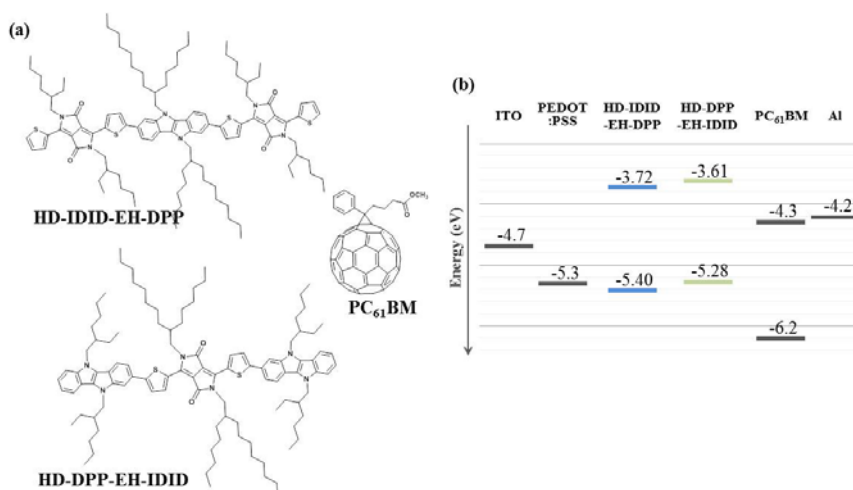 (a)
HD-IDID-EH-DPP
OCH₃
PC₆₁BM
HD-DPP-EH-IDID
(b)
ITO
PEDOT
:PSS
HD-IDID
-EH-DPP
HD-DPP
-EH-IDID
PC₆₁BM
Al
Energy (eV)
-3.72
-3.61
-4.3
-4.2
-4.7
-5.3
-5.40
-5.28
-6.2